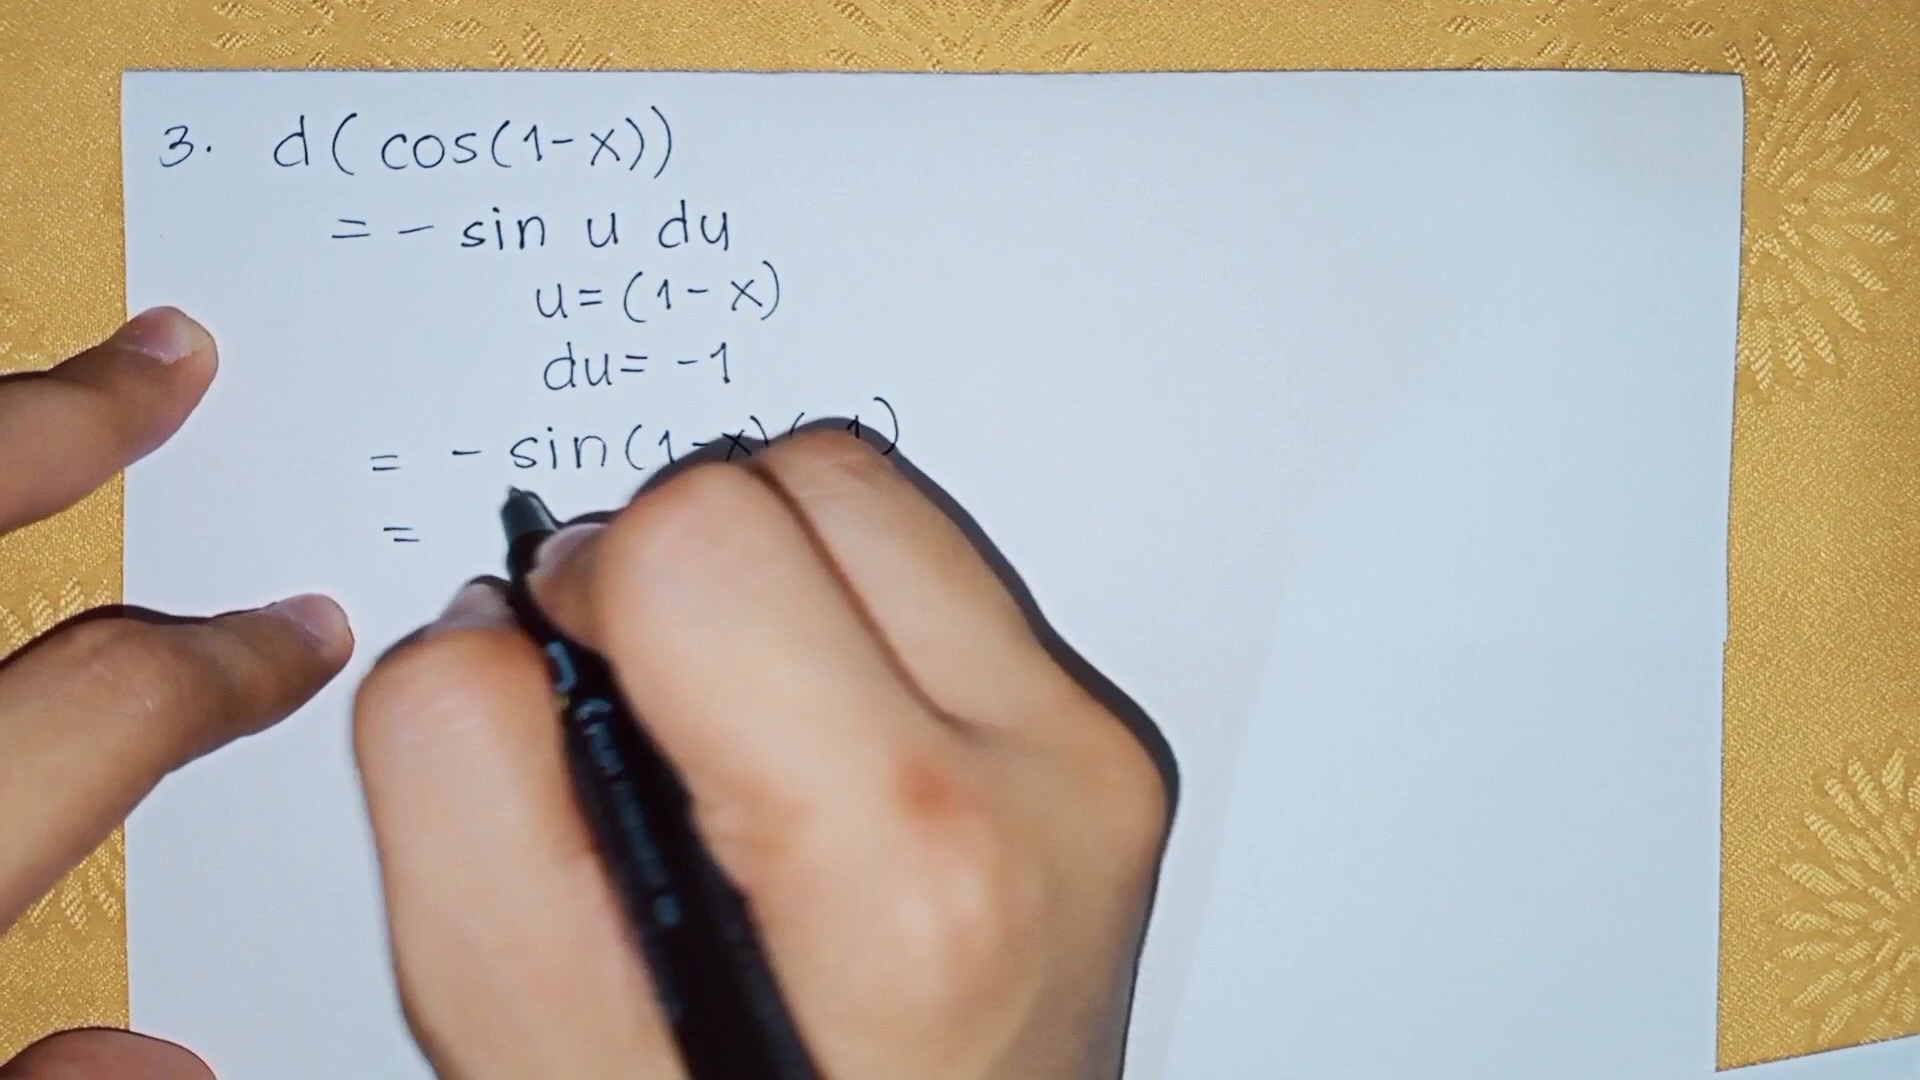 3. d(cos(1-x))
= - sin u du
u=(1-x)
du= -1
= - sin(1-x)(-1)
=